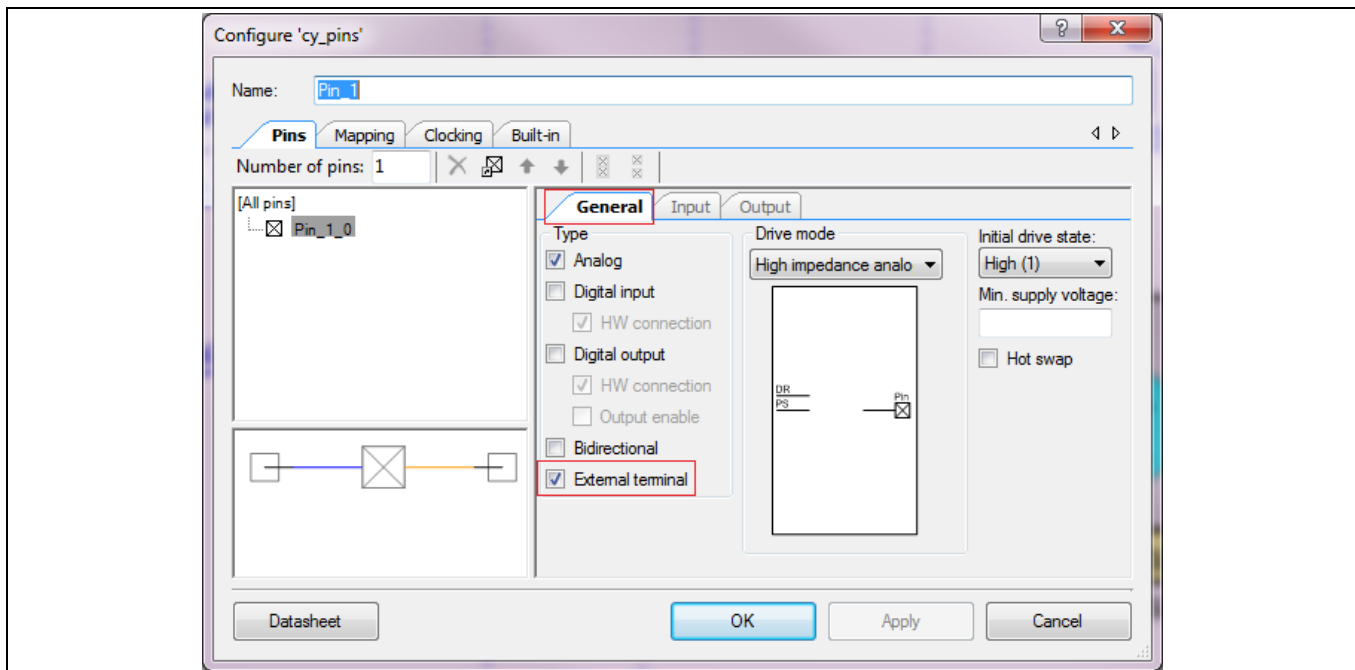 Configure 'cy_pins'
Name: Pin_1
Pins Mapping Clocking Built-in
Number of pins: 1
[All pins]
Pin_1_0
General Input Output
Type
Analog
Digital input
HW connection
Digital output
HW connection
Output enable
Bidirectional
External terminal
Drive mode
High impedance analo
DR
PS
Pin
Initial drive state:
High (1)
Min. supply voltage:
Hot swap
Datasheet OK Apply Cancel